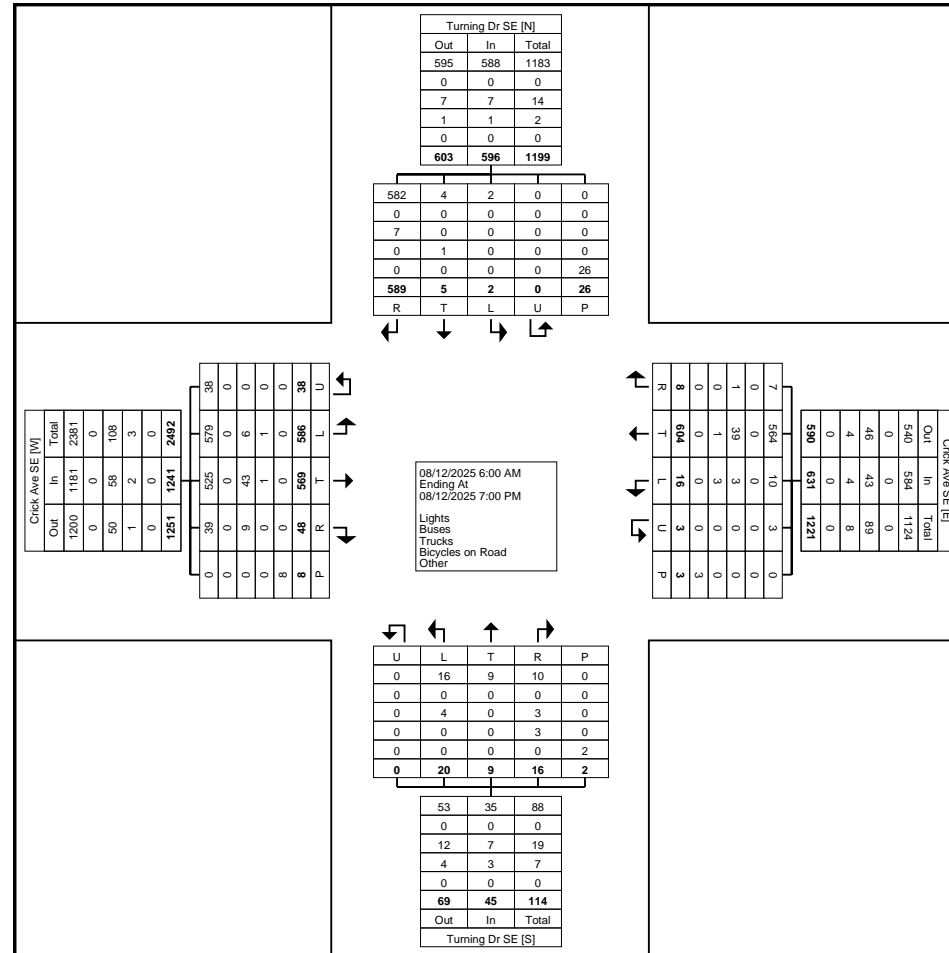 Turning Dr SE [N]
Out In Total
595 588 1183
0 0 0
7 7 14
1 1 2
0 0 0
603 596 1199
582 4 2 0 0
0 0 0 0 0
7 0 0 0 0
0 1 0 0 0
0 0 0 0 26
589 5 2 0 26
R T L U P
Crick Ave SE [W]
Total 2381 0 108 3 0 2492
In 1181 0 58 2 0 1241
Out 1200 0 50 1 0 1251
38 0 0 0 0 38 U
579 0 6 1 0 586 L
525 0 43 1 0 569 T
39 0 9 0 0 48 R
0 0 0 0 8 8 P
08/12/2025 6:00 AM
Ending At
08/12/2025 7:00 PM
Lights
Buses
Trucks
Bicycles on Road
Other
R 8 0 0 1 0 7
T 604 0 1 39 0 564
L 16 0 3 3 0 10
U 3 0 0 0 0 3
P 3 3 0 0 0 0
590 0 4 46 0 540 Out
631 0 4 43 0 584 In
1221 0 8 89 0 1124 Total
Crick Ave SE [E]
U L T R P
0 16 9 10 0
0 0 0 0 0
0 4 0 3 0
0 0 0 3 0
0 0 0 0 2
0 20 9 16 2
53 35 88
0 0 0
12 7 19
4 3 7
0 0 0
69 45 114
Out In Total
Turning Dr SE [S]